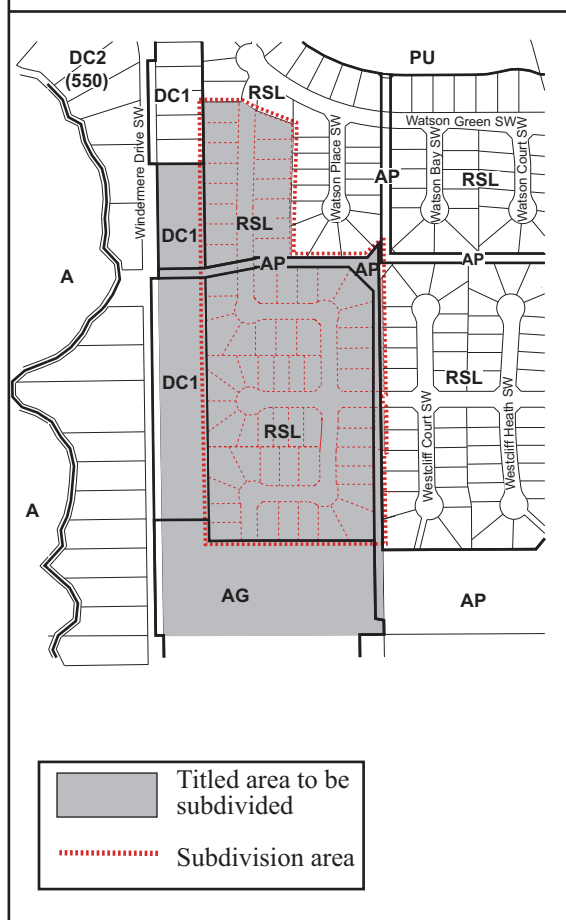 DC2
(550)
PU
DC1
RSL
Windermere Drive SW
Watson Place SW
Watson Green SW
Watson Bay SW
Watson Court SW
AP
RSL
RSL
DC1
AP
AP
AP
A
DC1
RSL
RSL
Westcliff Court SW
Westcliff Heath SW
A
AG
AP
Titled area to be
subdivided
Subdivision area